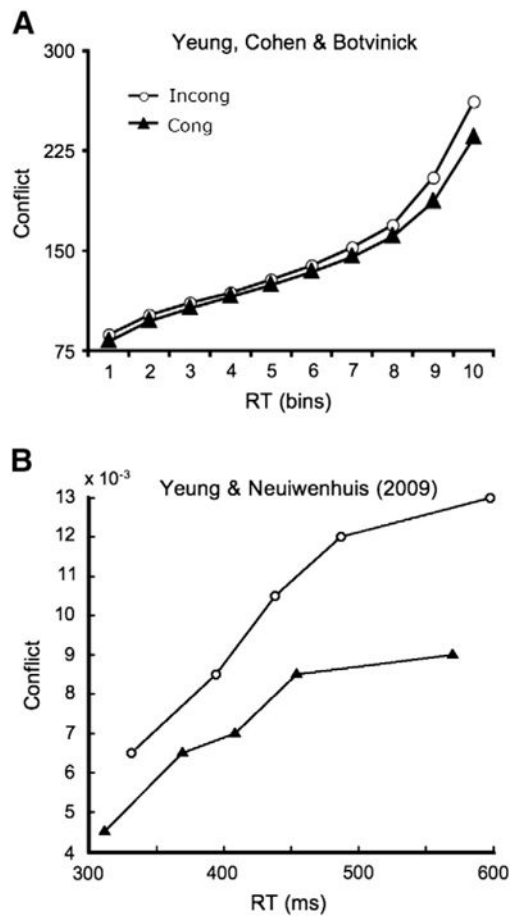 A
Yeung, Cohen & Botvinick
300
225
150
75
Conflict
Incong
Cong
1 2 3 4 5 6 7 8 9 10
RT (bins)
B
x 10-3
Yeung & Neuiwenhuis (2009)
13
12
11
10
9
8
7
6
5
4
Conflict
300 400 500 600
RT (ms)